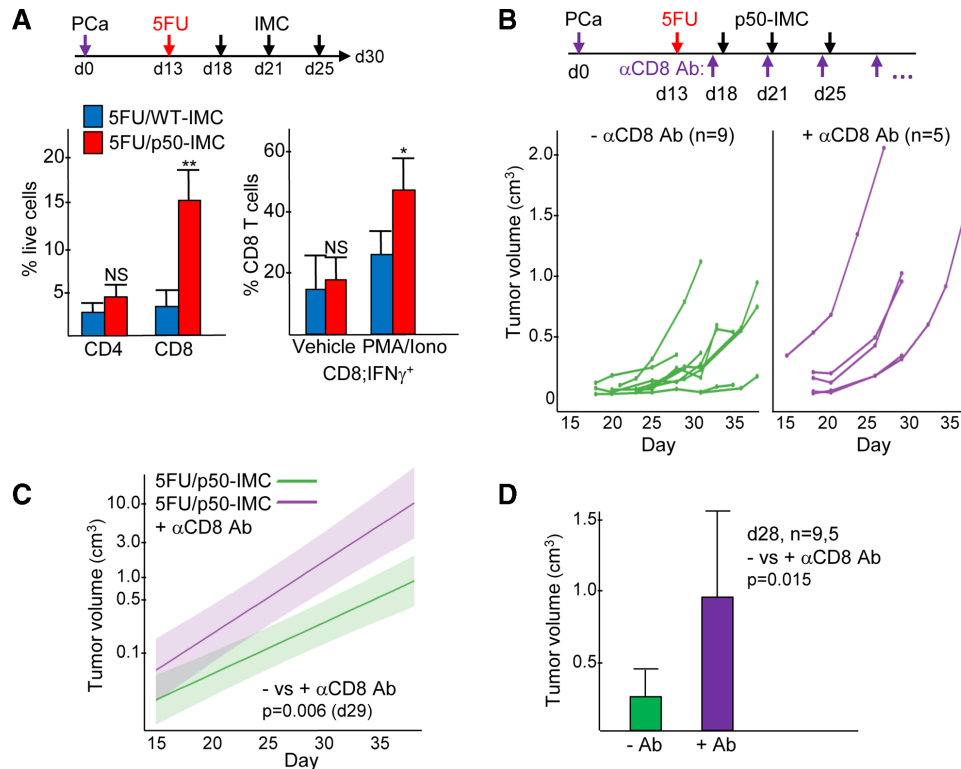 A
PCa 5FU IMC
d0 d13 d18 d21 d25 d30
5FU/WT-IMC
5FU/p50-IMC
% live cells
20
15
10
5
**
NS
CD4 CD8
% CD8 T cells
60
40
20
*
NS
Vehicle PMA/Iono
CD8;IFNγ+
B
PCa 5FU p50-IMC
d0 αCD8 Ab: ...
d13 d18 d21 d25
- αCD8 Ab (n=9) + αCD8 Ab (n=5)
Tumor volume (cm³)
2.0
1.5
1.0
0.5
0
15 20 25 30 35 15 20 25 30 35
Day Day
C
5FU/p50-IMC
5FU/p50-IMC
+ αCD8 Ab
Tumor volume (cm³)
10.0
3.0
1.0
0.5
0.1
- vs + αCD8 Ab
p=0.006 (d29)
15 20 25 30 35
Day
D
Tumor volume (cm³)
1.5
1.0
0.5
d28, n=9,5
- vs + αCD8 Ab
p=0.015
- Ab + Ab